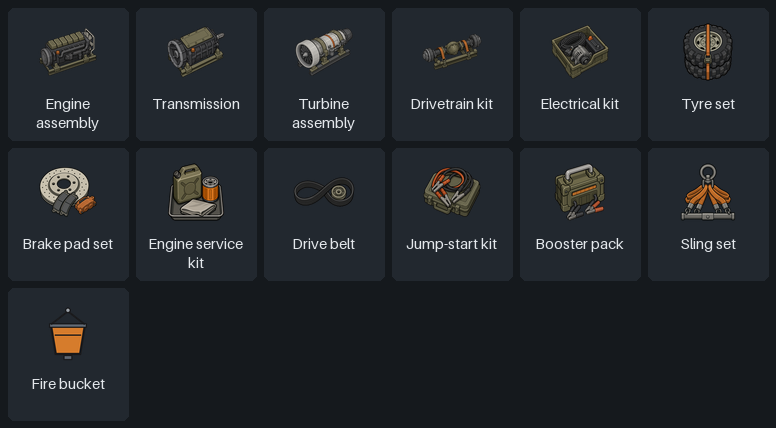 Engine
assembly
Transmission
Turbine
assembly
Drivetrain kit
Electrical kit
Tyre set
Brake pad set
Engine service
kit
Drive belt
Jump-start kit
Booster pack
Sling set
Fire bucket